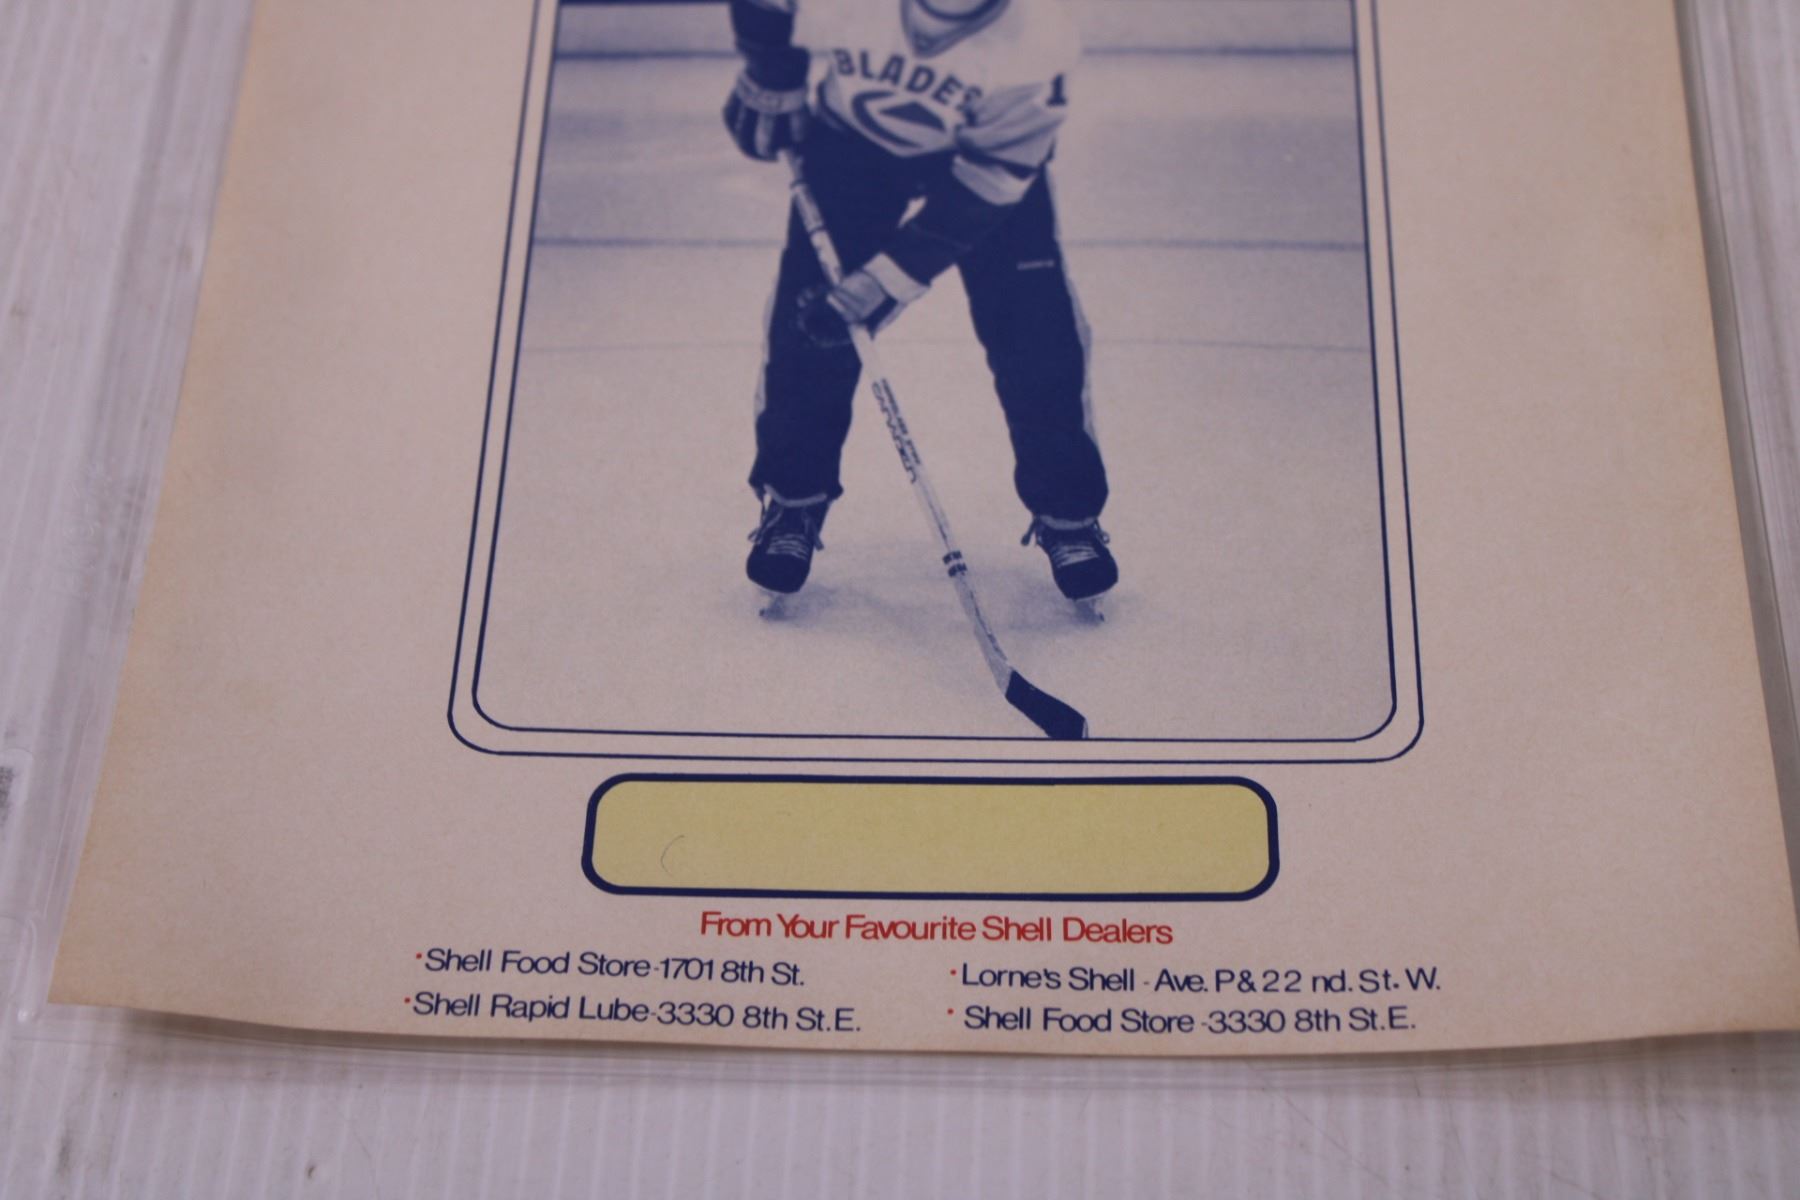 BLADES
1
From Your Favourite Shell Dealers
·Shell Food Store-1701 8th St.
·Lorne's Shell - Ave. P & 22 nd. St. W.
·Shell Rapid Lube-3330 8th St. E.
· Shell Food Store -3330 8th St. E.